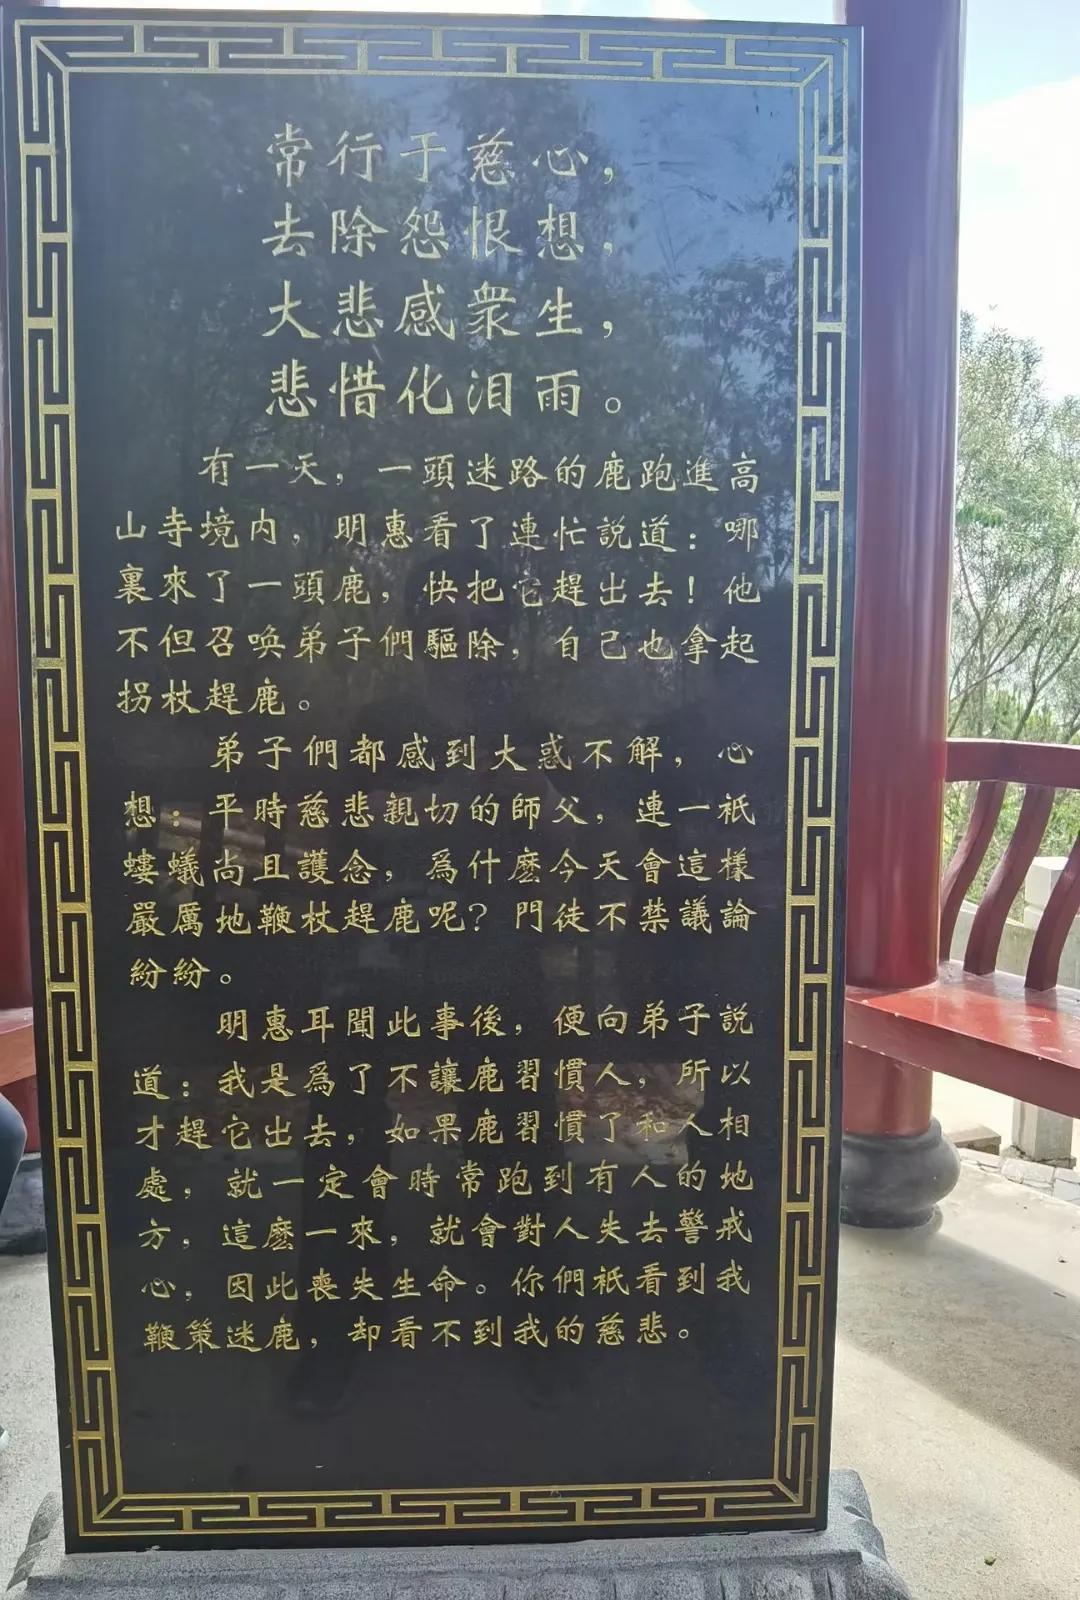 常行于慈心，
去除怨恨想，
大悲感衆生，
悲惜化泪雨。
有一天，一頭迷路的鹿跑進高
山寺境内，明惠看了連忙説道：哪
裏來了一頭鹿，快把它趕出去！他
不但召唤弟子們驅除，自己也拿起
拐杖趕鹿。
弟子們都感到大惑不解，心
想：平時慈悲親切的師父，連一衹
螻蟻尚且護念，爲什麽今天會這樣
嚴厲地鞭杖趕鹿呢？門徒不禁議論
紛紛。
明惠耳聞此事後，便向弟子説
道：我是爲了不讓鹿習慣人，所以
才趕它出去，如果鹿習慣了和人相
處，就一定會時常跑到有人的地
方，這麽一來，就會對人失去警戒
心，因此喪失生命。你們衹看到我
鞭策迷鹿，却看不到我的慈悲。